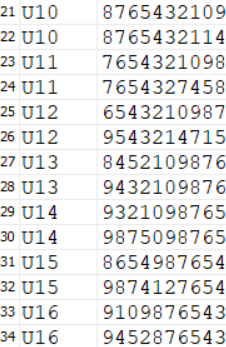 21 U10 8765432109
22 U10 8765432114
23 U11 7654321098
24 U11 7654327458
25 U12 6543210987
26 U12 9543214715
27 U13 8452109876
28 U13 9432109876
29 U14 9321098765
30 U14 9875098765
31 U15 8654987654
32 U15 9874127654
33 U16 9109876543
34 U16 9452876543